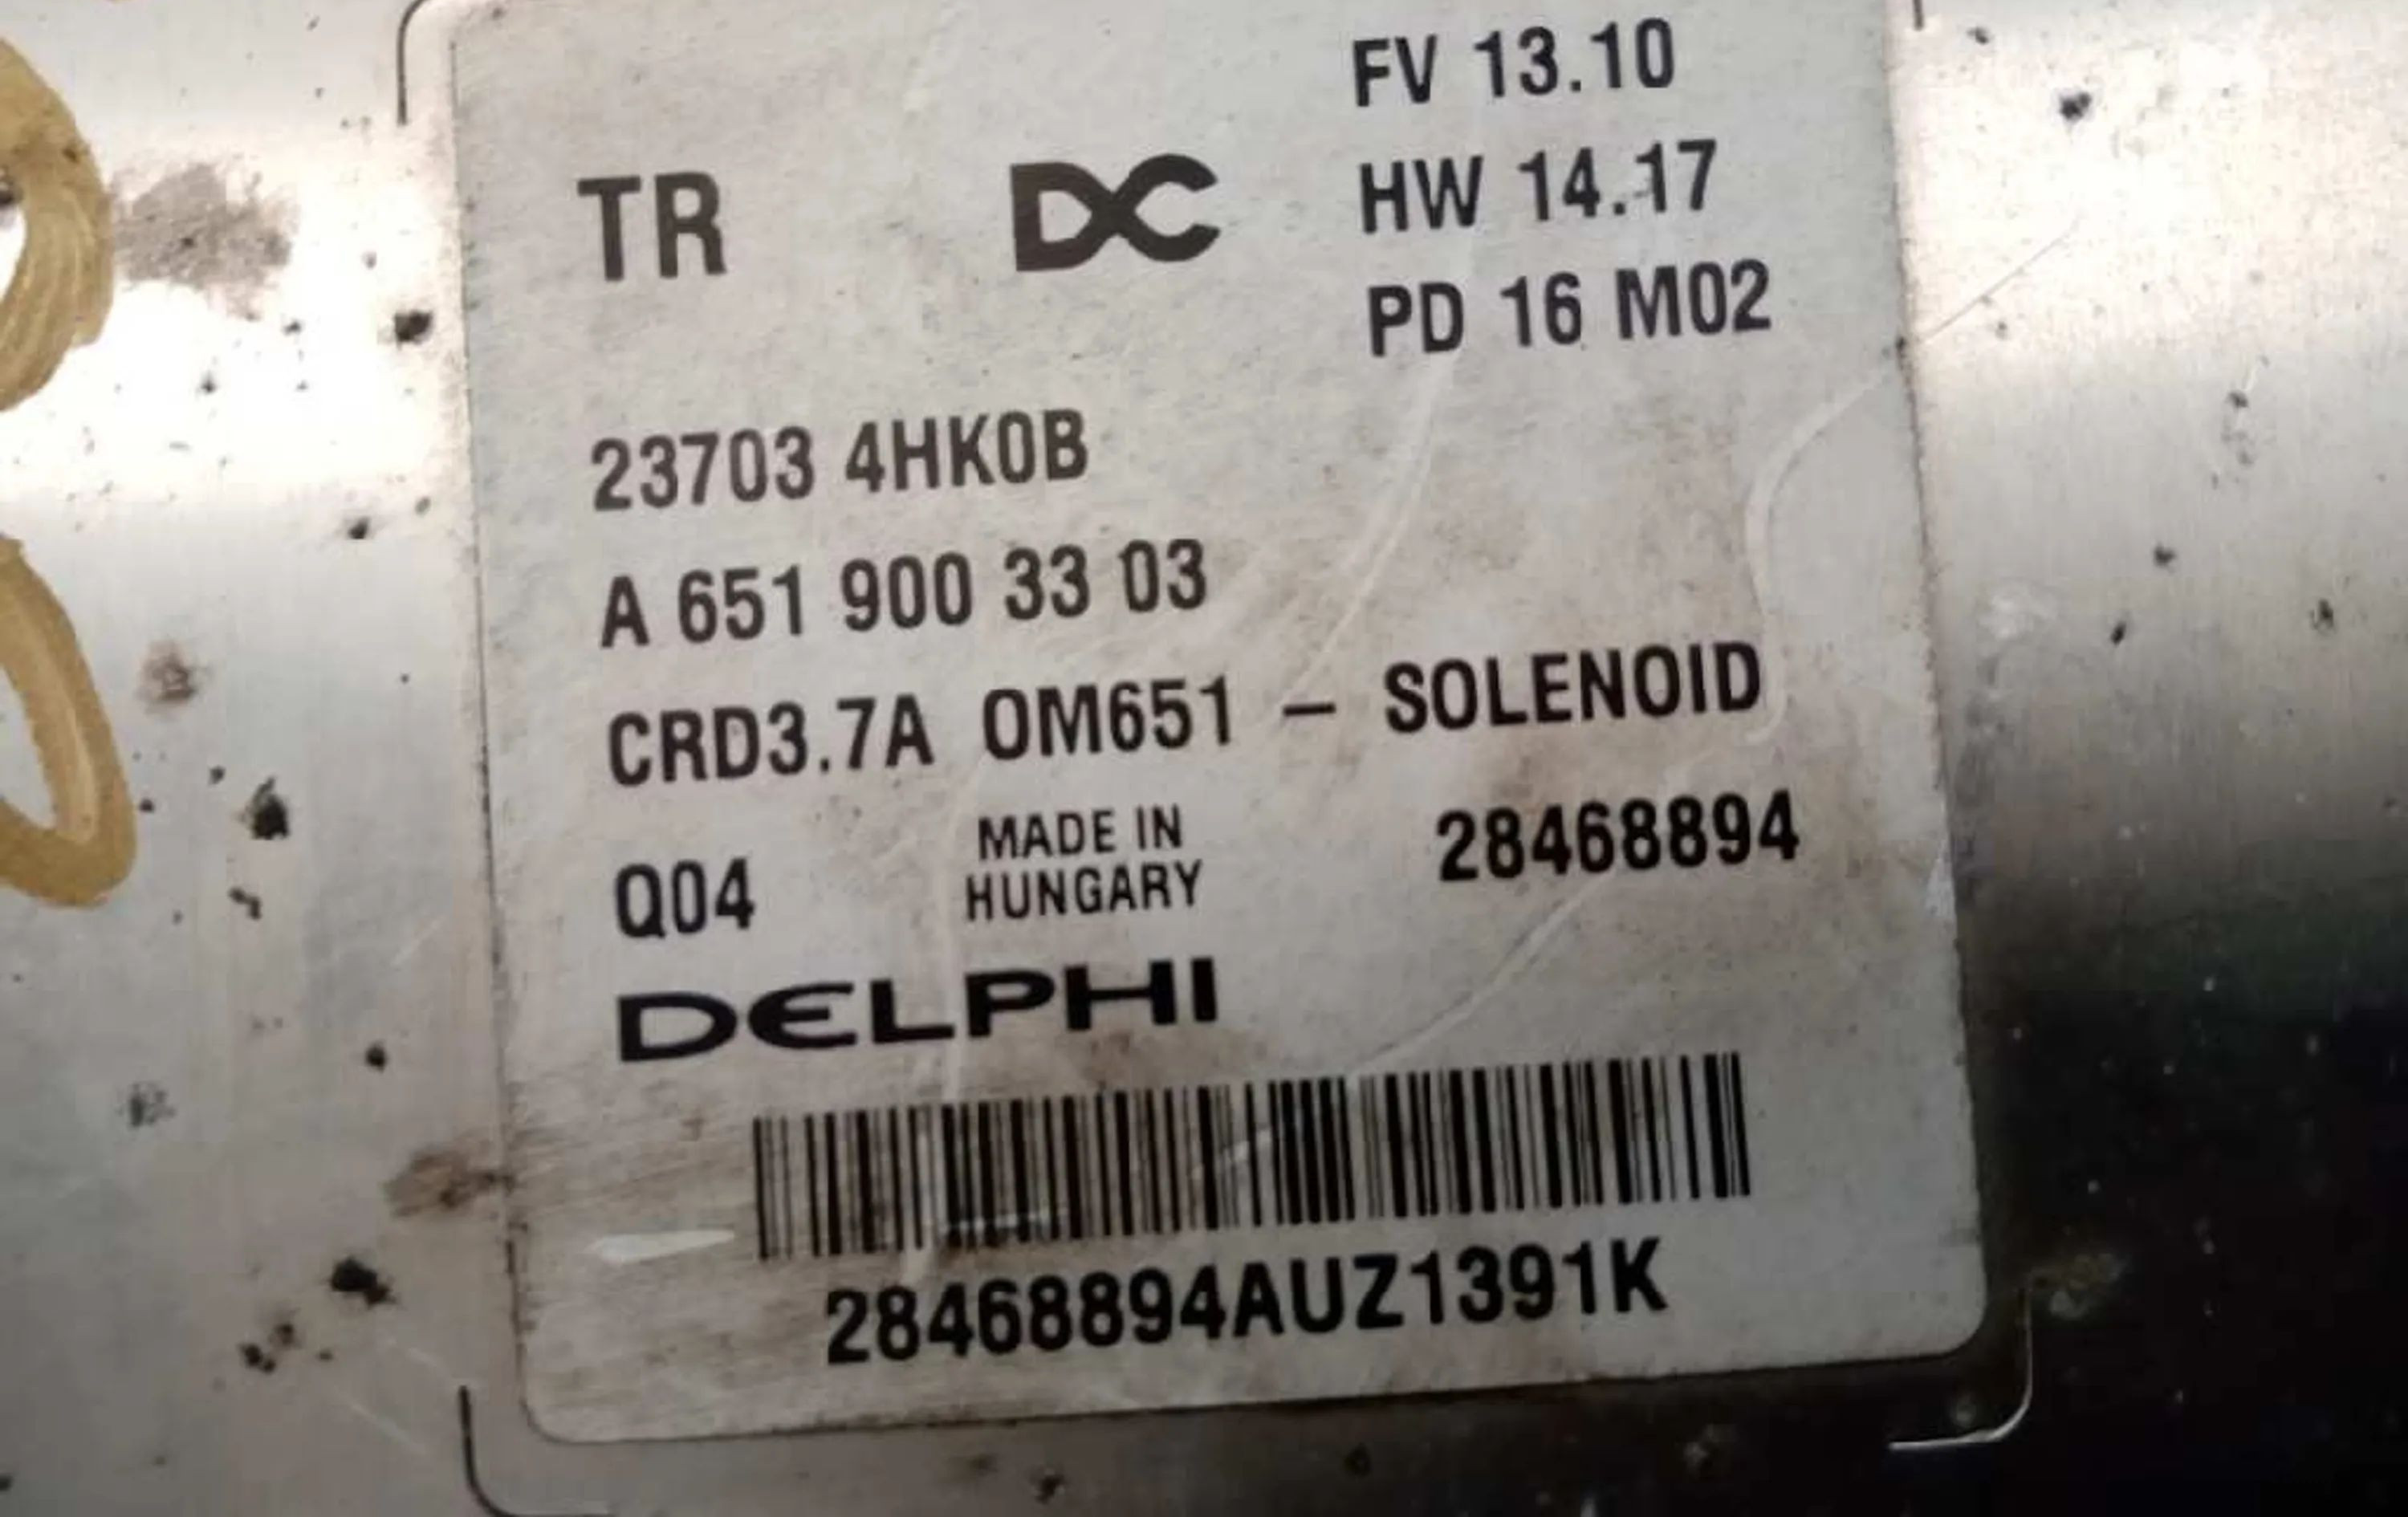 FV 13.10
TR DC HW 14.17
PD 16 M02
23703 4HK0B
A 651 900 33 03
CRD3.7A OM651 – SOLENOID
Q04 MADE IN HUNGARY 28468894
DELPHI
28468894AUZ1391K